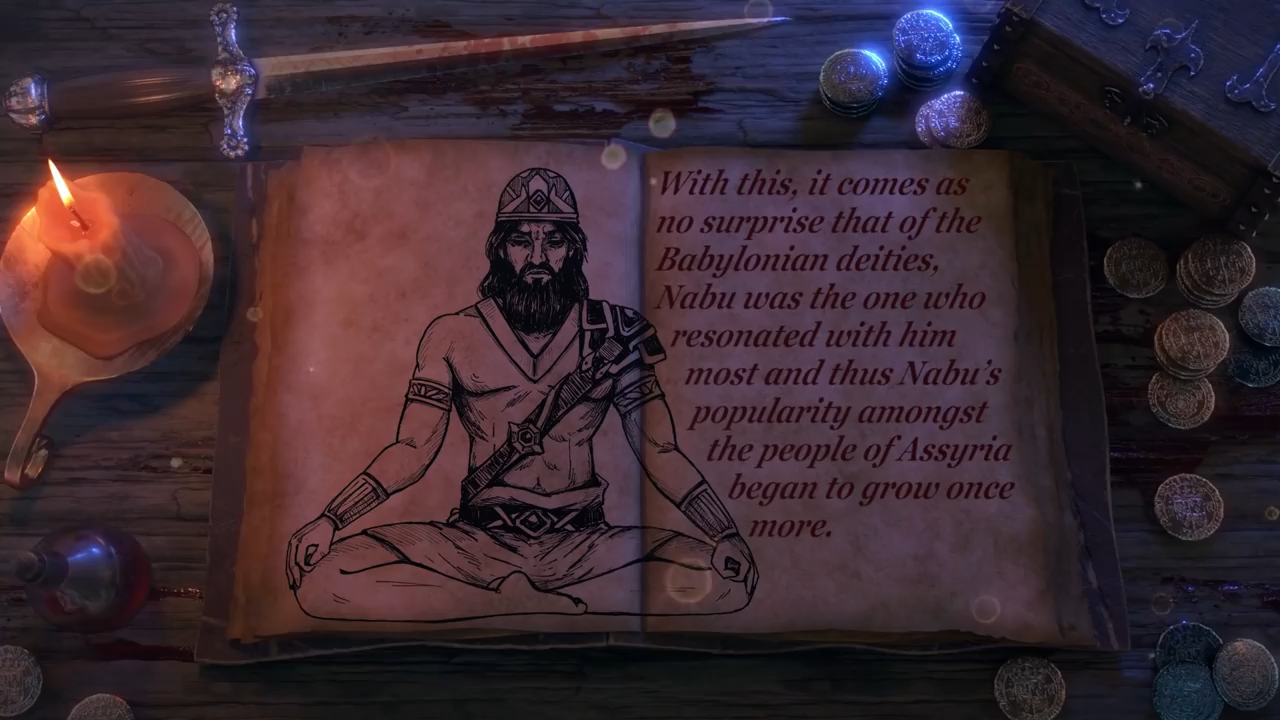 With this, it comes as
no surprise that of the
Babylonian deities,
Nabu was the one who
resonated with him
most and thus Nabu's
popularity amongst
the people of Assyria
began to grow once
more.